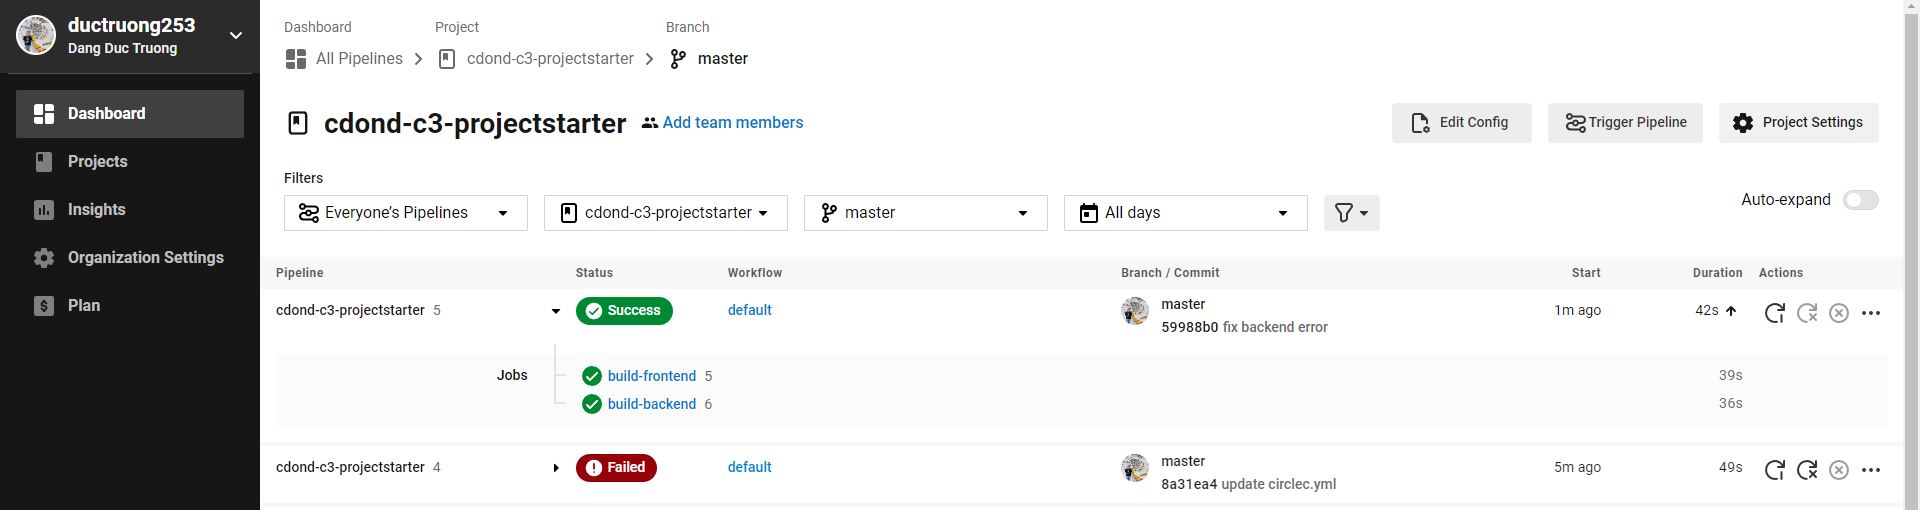 ductruong253
Dang Duc Truong
Dashboard
Projects
Insights
Organization Settings
Plan
Dashboard Project Branch
All Pipelines cdond-c3-projectstarter master
cdond-c3-projectstarter Add team members Edit Config Trigger Pipeline Project Settings
Filters
Everyone's Pipelines cdond-c3-projectstarter master All days Auto-expand
Pipeline Status Workflow Branch / Commit Start Duration Actions
cdond-c3-projectstarter 5 Success default master 1m ago 42s
59988b0 fix backend error
Jobs build-frontend 5 39s
build-backend 6 36s
cdond-c3-projectstarter 4 Failed default master 5m ago 49s
8a31ea4 update circlec.yml